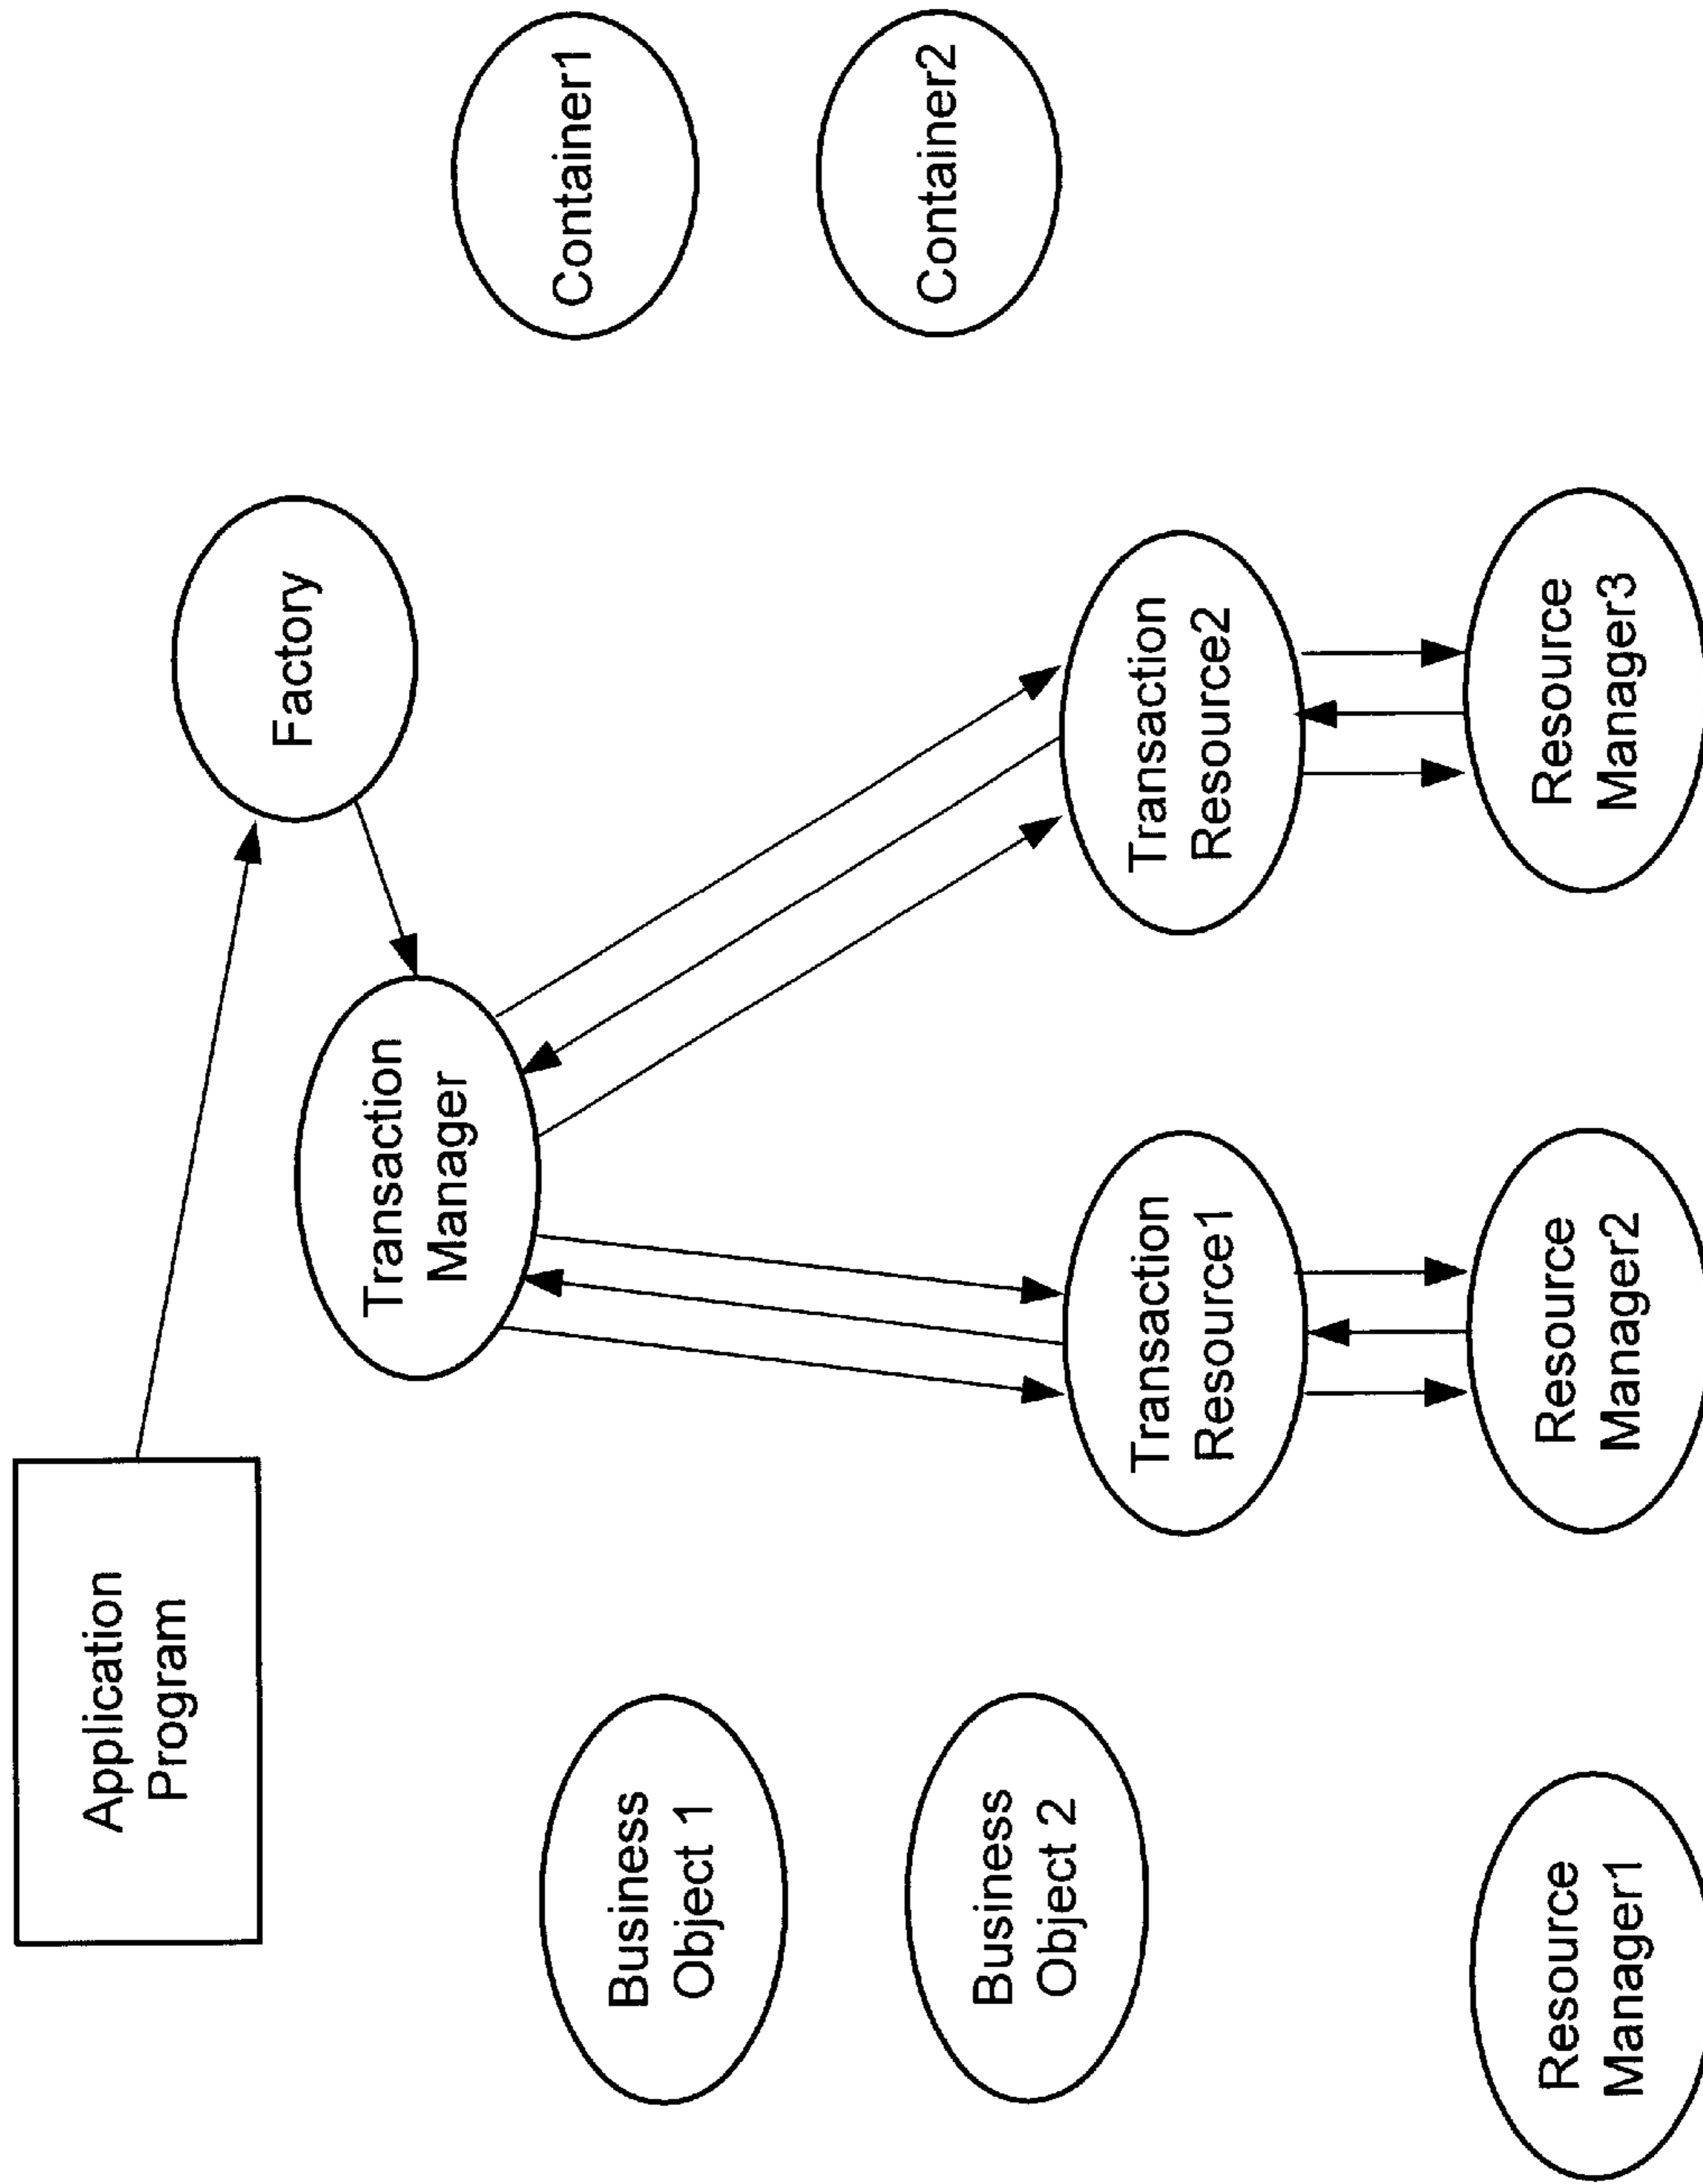 Application
Program
Factory
Transaction
Manager
Business
Object 1
Container1
Business
Object 2
Container2
Transaction
Resource1
Transaction
Resource2
Resource
Manager1
Resource
Manager2
Resource
Manager3